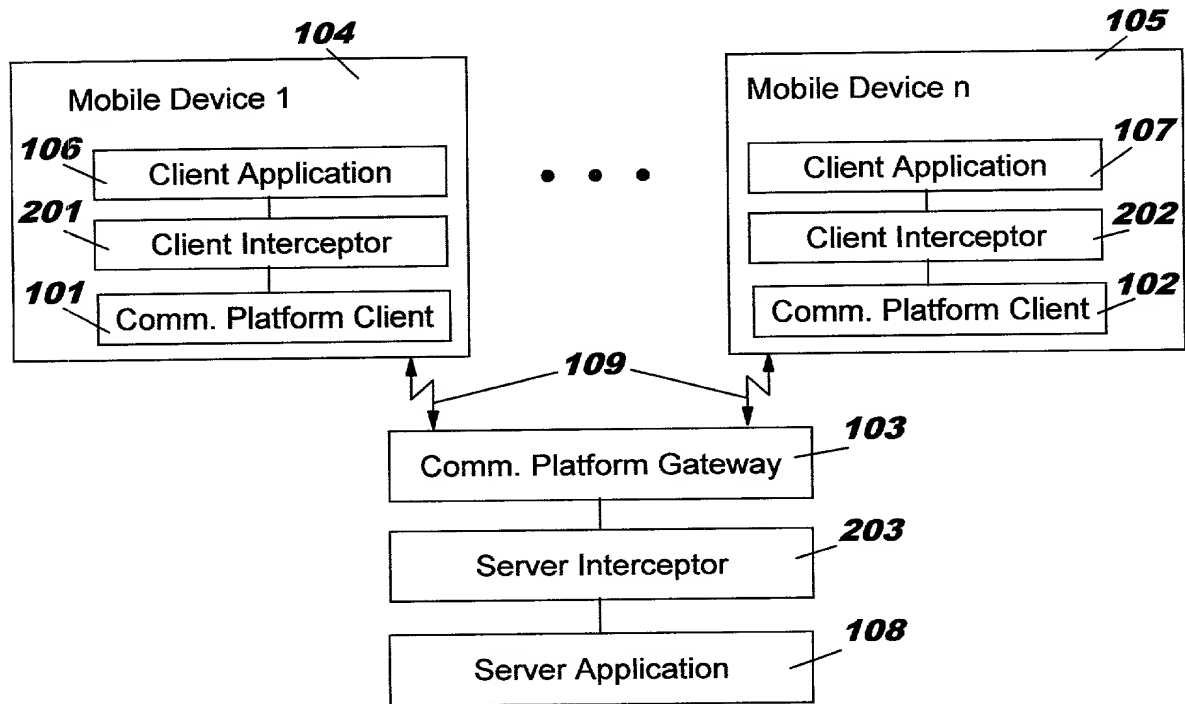 104
105
Mobile Device 1
Mobile Device n
106
Client Application
Client Application
107
201
Client Interceptor
Client Interceptor
202
101
Comm. Platform Client
Comm. Platform Client
102
109
103
Comm. Platform Gateway
203
Server Interceptor
108
Server Application